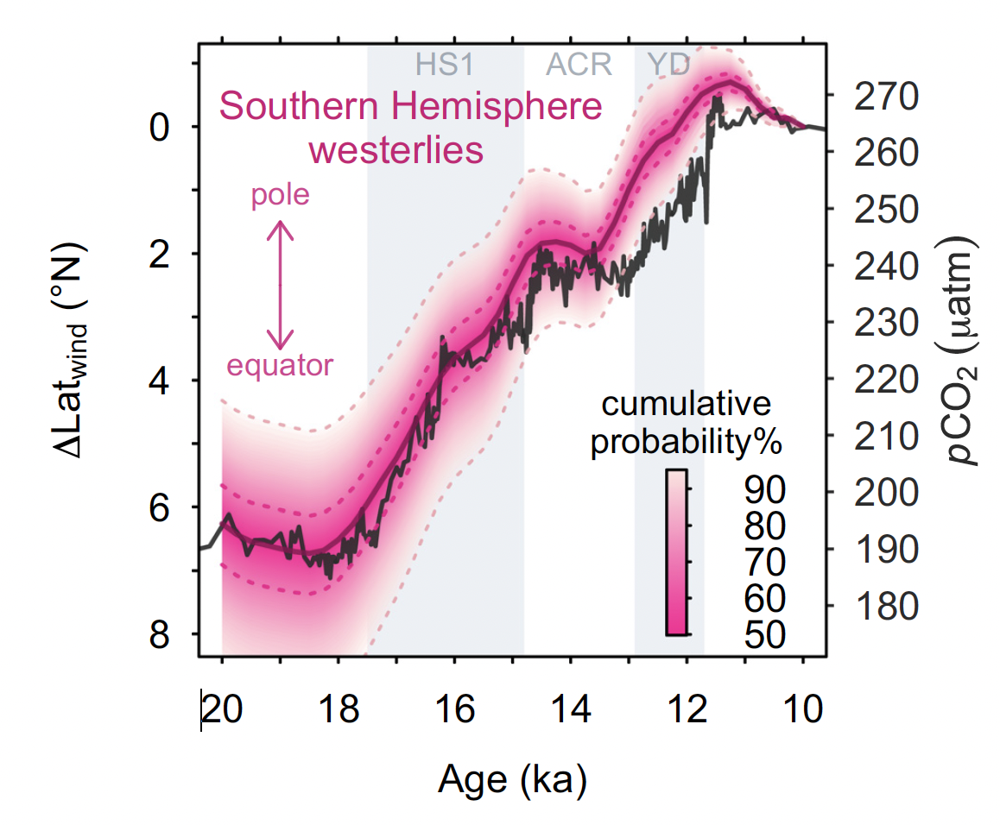 HS1
ACR
YD
Southern Hemisphere
westerlies
pole
equator
0
2
4
6
8
ΔLatwind (°N)
270
260
250
240
230
220
210
200
190
180
pCO2 (μatm)
cumulative
probability%
90
80
70
60
50
20 18 16 14 12 10
Age (ka)